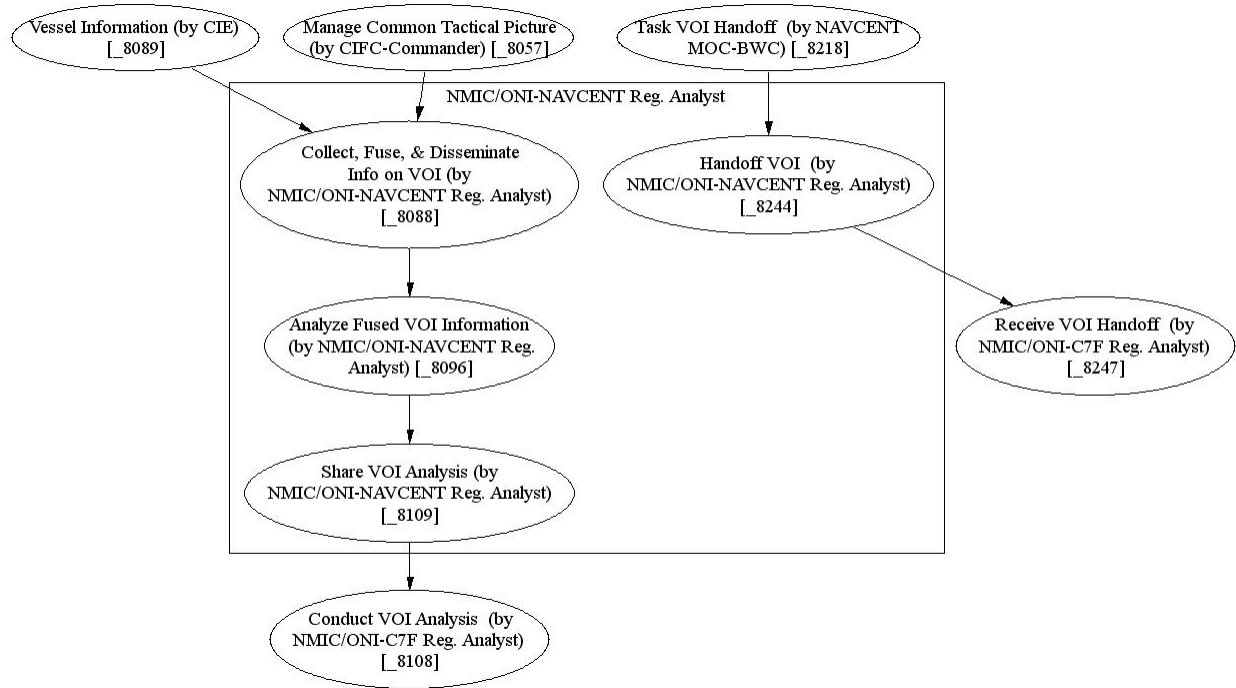 Vessel Information (by CIE)
[_8089]
Manage Common Tactical Picture
(by CIFC-Commander) [_8057]
Task VOI Handoff (by NAVCENT
MOC-BWC) [_8218]
NMIC/ONI-NAVCENT Reg. Analyst
Collect, Fuse, & Disseminate
Info on VOI (by
NMIC/ONI-NAVCENT Reg. Analyst)
[_8088]
Handoff VOI (by
NMIC/ONI-NAVCENT Reg. Analyst)
[_8244]
Analyze Fused VOI Information
(by NMIC/ONI-NAVCENT Reg.
Analyst) [_8096]
Receive VOI Handoff (by
NMIC/ONI-C7F Reg. Analyst)
[_8247]
Share VOI Analysis (by
NMIC/ONI-NAVCENT Reg. Analyst)
[_8109]
Conduct VOI Analysis (by
NMIC/ONI-C7F Reg. Analyst)
[_8108]